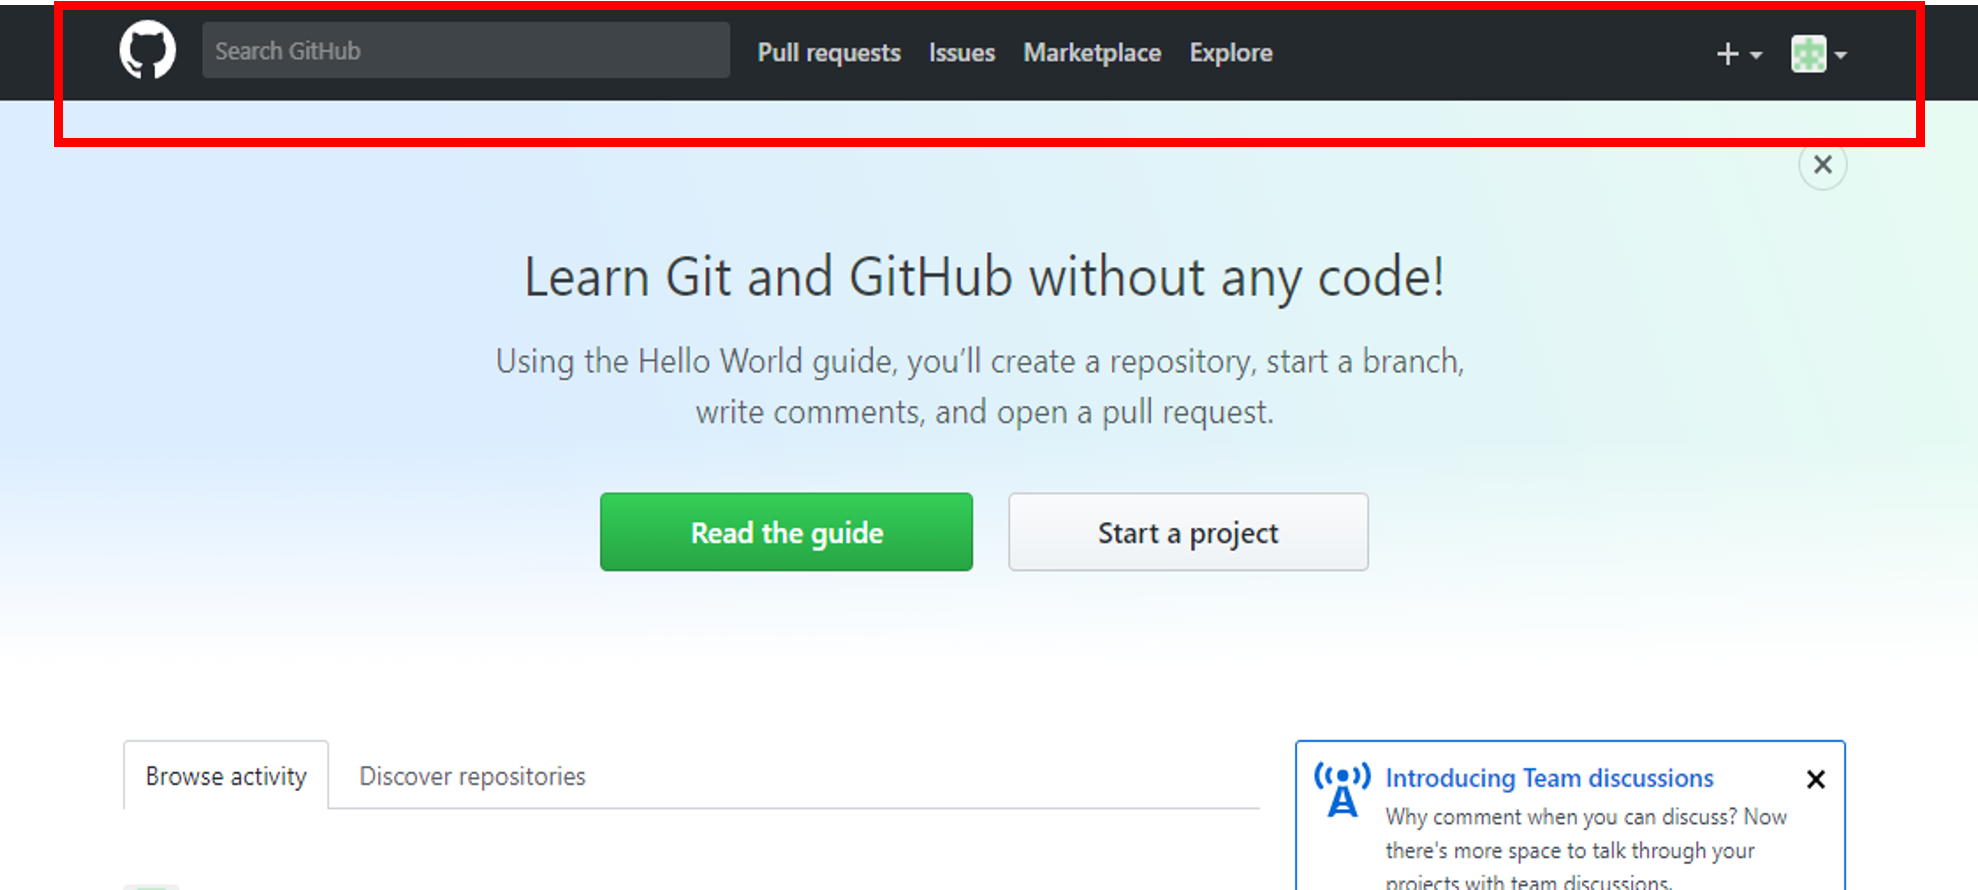 Search GitHub
Pull requests Issues Marketplace Explore
Learn Git and GitHub without any code!
Using the Hello World guide, you’ll create a repository, start a branch,
write comments, and open a pull request.
Read the guide
Start a project
Browse activity
Discover repositories
Introducing Team discussions
Why comment when you can discuss? Now
there's more space to talk through your
projects with team discussions.